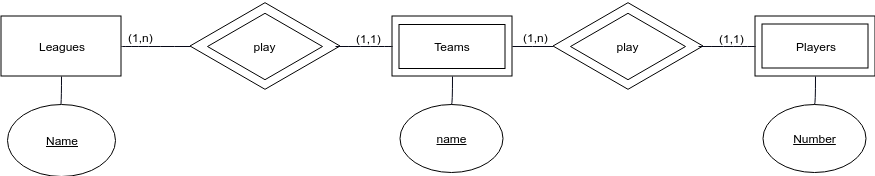 Leagues
(1,n)
play
(1,1)
Teams
(1,n)
play
(1,1)
Players
Name
name
Number